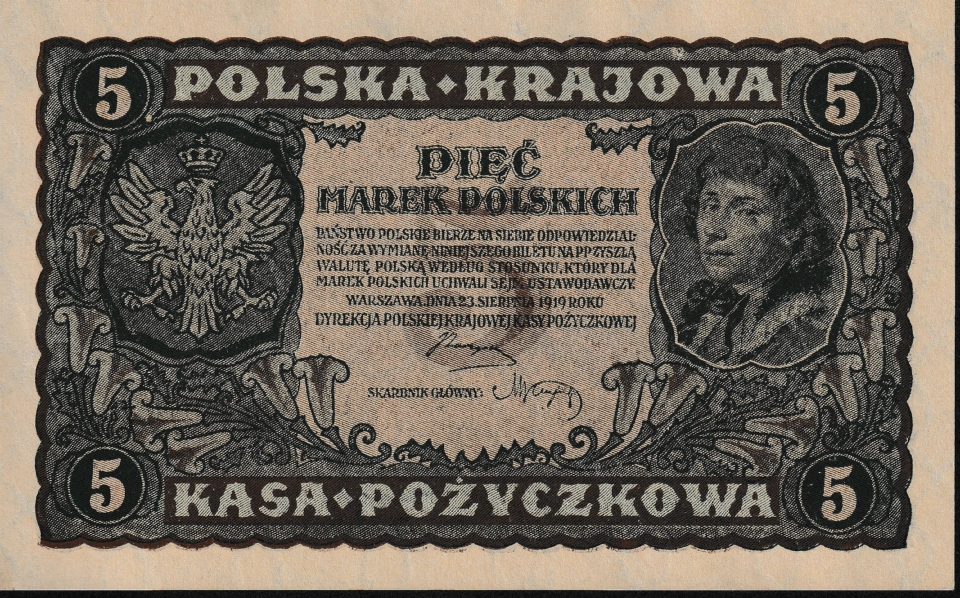 5 POLSKA • KRAJOWA 5
PIĘĆ
MAREK POLSKICH
PAŃSTWO POLSKIE BIERZE NA SIEBIE ODPOWIEDZIAL
NOŚĆ ZA WYMIANĘ NINIEJSZEGO BILETU NA PRZYSZŁĄ
WALUTĘ POLSKĄ WEDŁUG STOSUNKU, KTÓRY DLA
MAREK POLSKICH UCHWALI SEJM USTAWODAWCZY.
WARSZAWA, DNIA 23. SIERPNIA 1919 ROKU
DYREKCJA POLSKIEJ KRAJOWEJ KASY POŻYCZKOWEJ
SKARBNIK GŁÓWNY:
5 KASA • POŻYCZKOWA 5